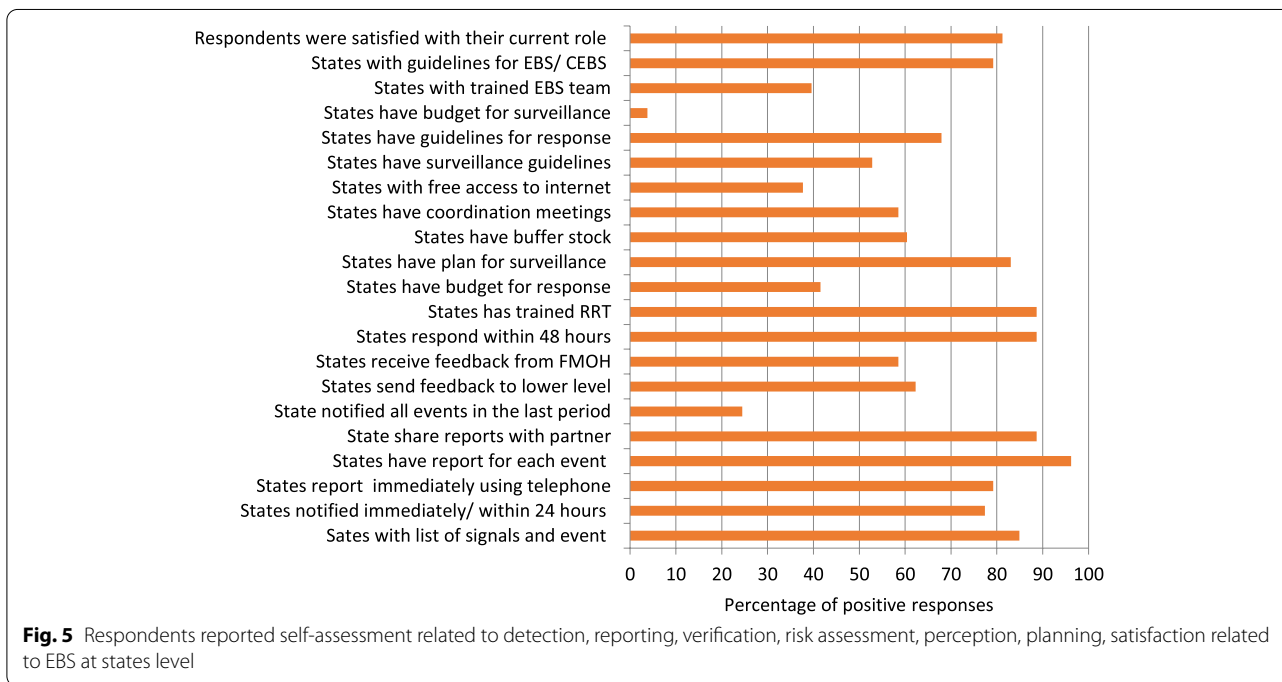 Respondents were satisfied with their current role
States with guidelines for EBS/ CEBS
States with trained EBS team
States have budget for surveillance
States have guidelines for response
States have surveillance guidelines
States with free access to internet
States have coordination meetings
States have buffer stock
States have plan for surveillance
States have budget for response
States has trained RRT
States respond within 48 hours
States receive feedback from FMOH
States send feedback to lower level
State notified all events in the last period
State share reports with partner
States have report for each event
States report immediately using telephone
States notified immediately/ within 24 hours
Sates with list of signals and event
0 10 20 30 40 50 60 70 80 90 100
Percentage of positive responses
Fig. 5 Respondents reported self-assessment related to detection, reporting, verification, risk assessment, perception, planning, satisfaction related
to EBS at states level